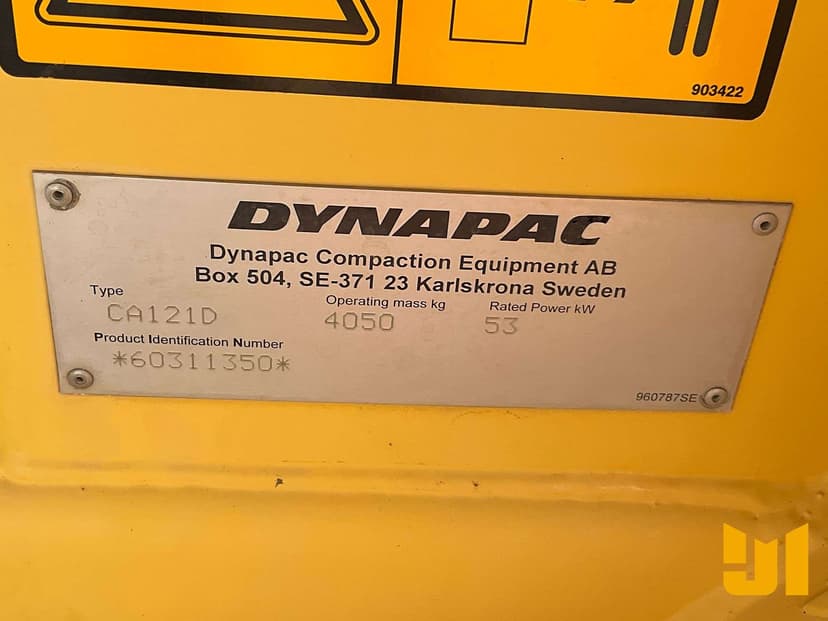 903422
DYNAPAC
Dynapac Compaction Equipment AB
Box 504, SE-371 23 Karlskrona Sweden
Type Operating mass kg Rated Power kW
CA121D 4050 53
Product Identification Number
*60311350*
960787SE